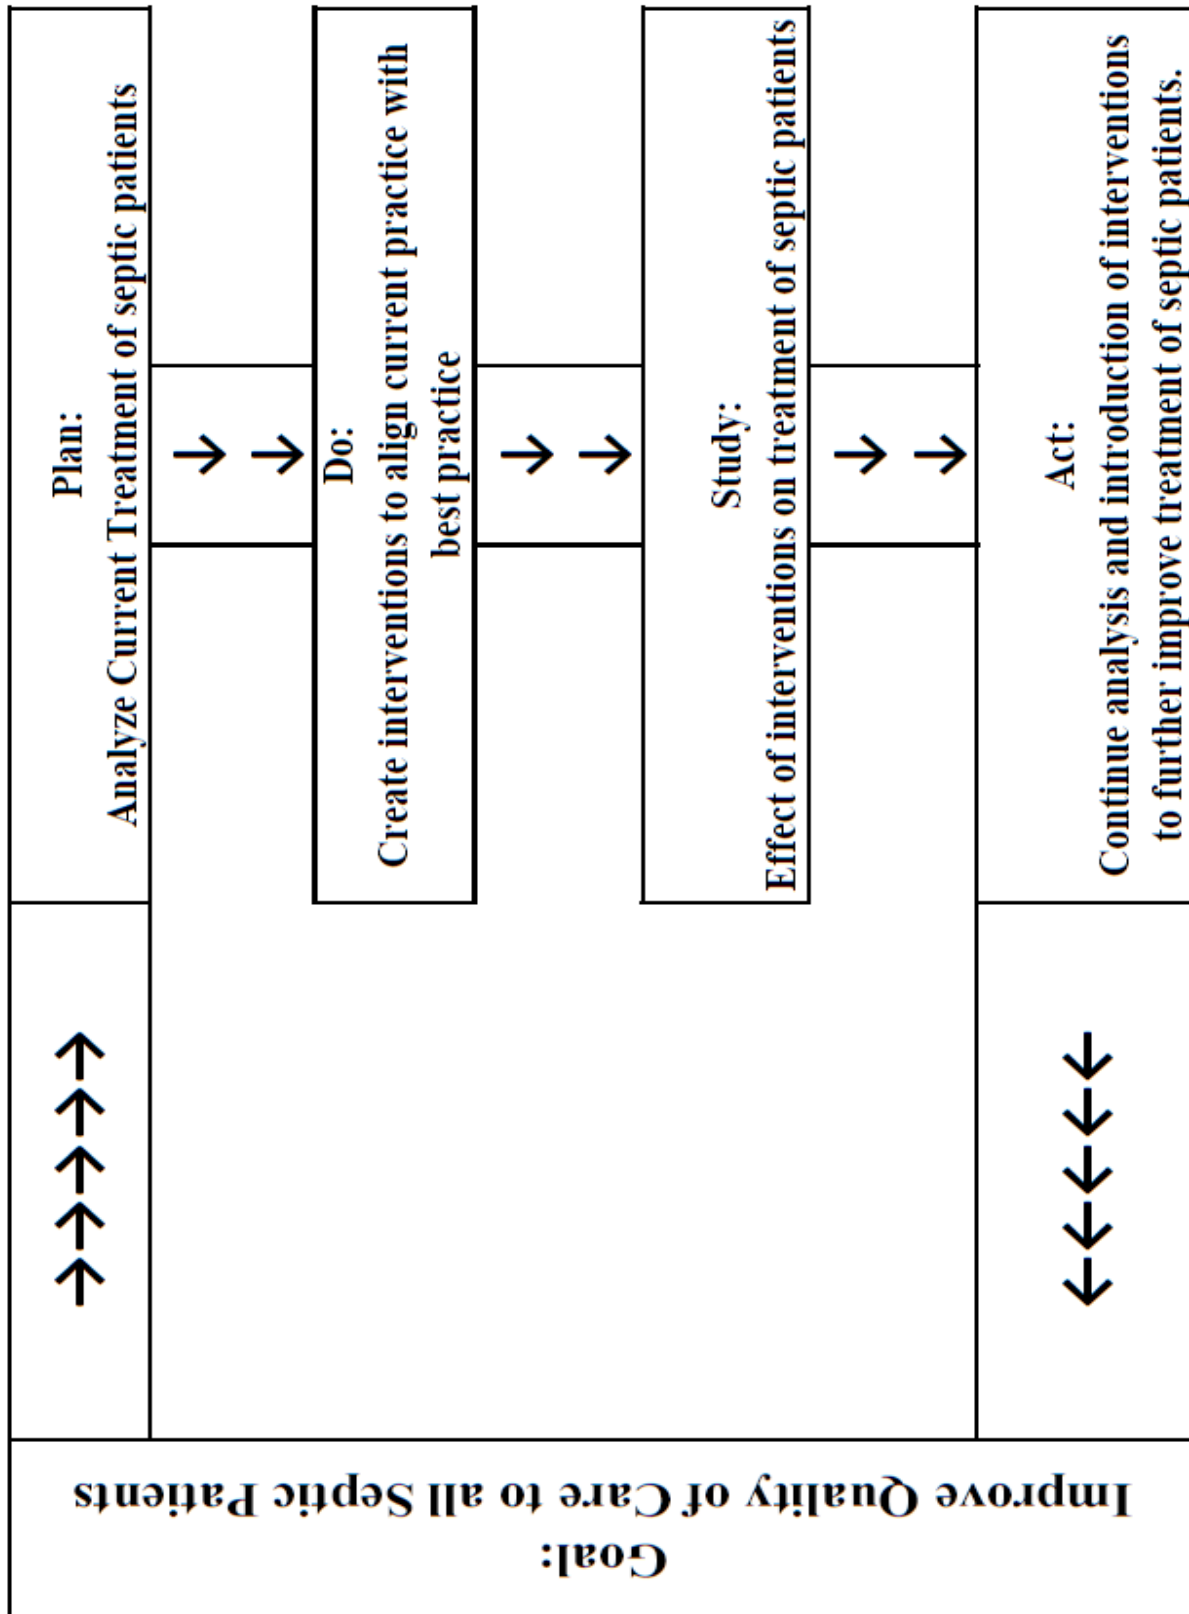 Goal:
Improve Quality of Care to all Septic Patients
→→→→→
Plan:
Analyze Current Treatment of septic patients
↓
↓
Do:
Create interventions to align current practice with
best practice
↓
↓
Study:
Effect of interventions on treatment of septic patients
↓
↓
Act:
Continue analysis and introduction of interventions
to further improve treatment of septic patients.
←←←←←